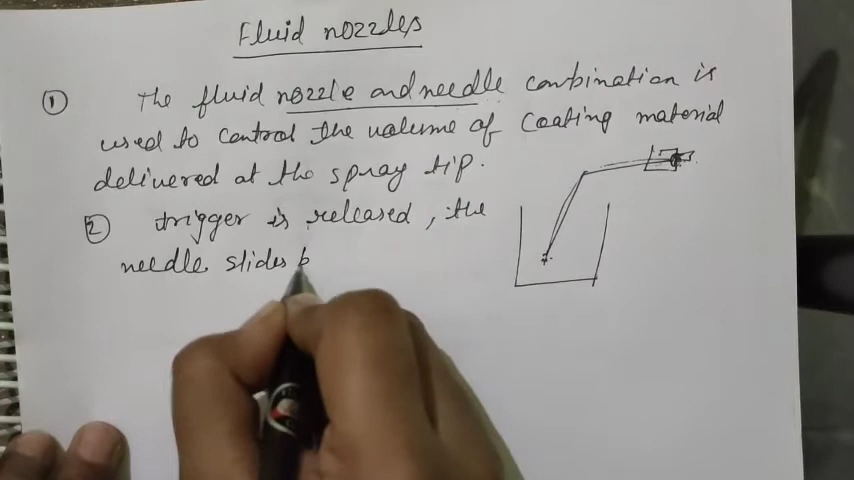 Fluid nozzles
① The fluid nozzle and needle combination is
used to control the volume of coating material
delivered at the spray tip.
② trigger is released, the
needle slides b